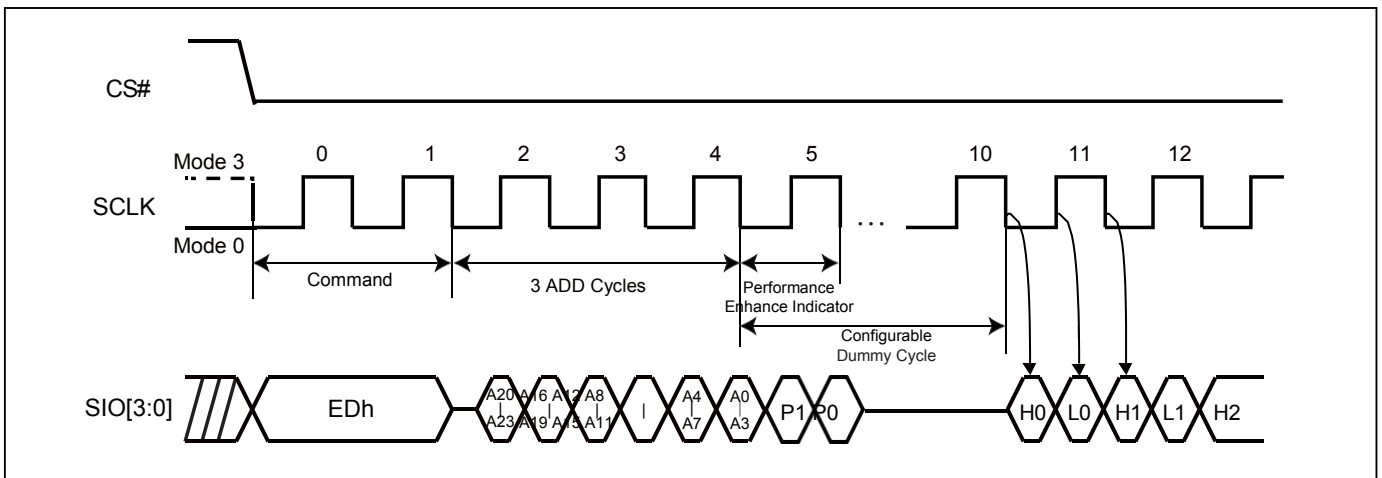 CS#
Mode 3
0 1 2 3 4 5 10 11 12
SCLK
...
Mode 0
Command
3 ADD Cycles
Performance
Enhance Indicator
Configurable
Dummy Cycle
SIO[3:0]
EDh
A20 | A23
A16 | A19
A12 | A15
A8 | A11
|
A4 | A7
A0 | A3
P1 P0
H0 L0 H1 L1 H2